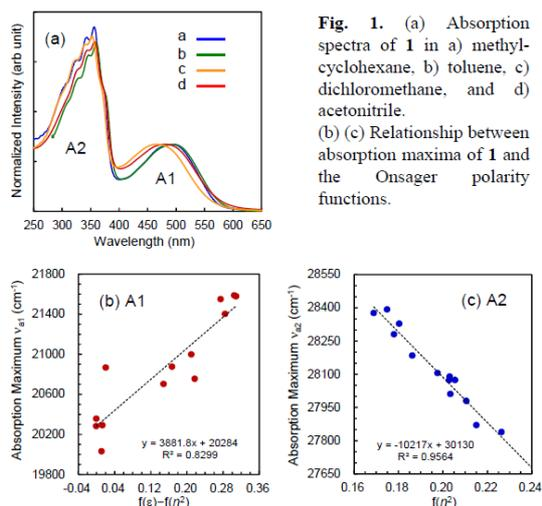 (a)
a
b
c
d
A2
A1
Normalized Intensity (arb unit)
250 300 350 400 450 500 550 600 650
Wavelength (nm)
Fig. 1. (a) Absorption
spectra of 1 in a) methyl-
cyclohexane, b) toluene, c)
dichloromethane, and d)
acetonitrile.
(b) (c) Relationship between
absorption maxima of 1 and
the Onsager polarity
functions.
(b) A1
Absorption Maximum νa1 (cm⁻¹)
21800
21400
21000
20600
20200
19800
y = 3881.8x + 20284
R² = 0.8299
-0.04 0.04 0.12 0.20 0.28 0.36
f(ε)−f(n²)
(c) A2
Absorption Maximum νa2 (cm⁻¹)
28550
28400
28250
28100
27950
27800
27650
y = -10217x + 30130
R² = 0.9564
0.16 0.18 0.20 0.22 0.24
f(n²)